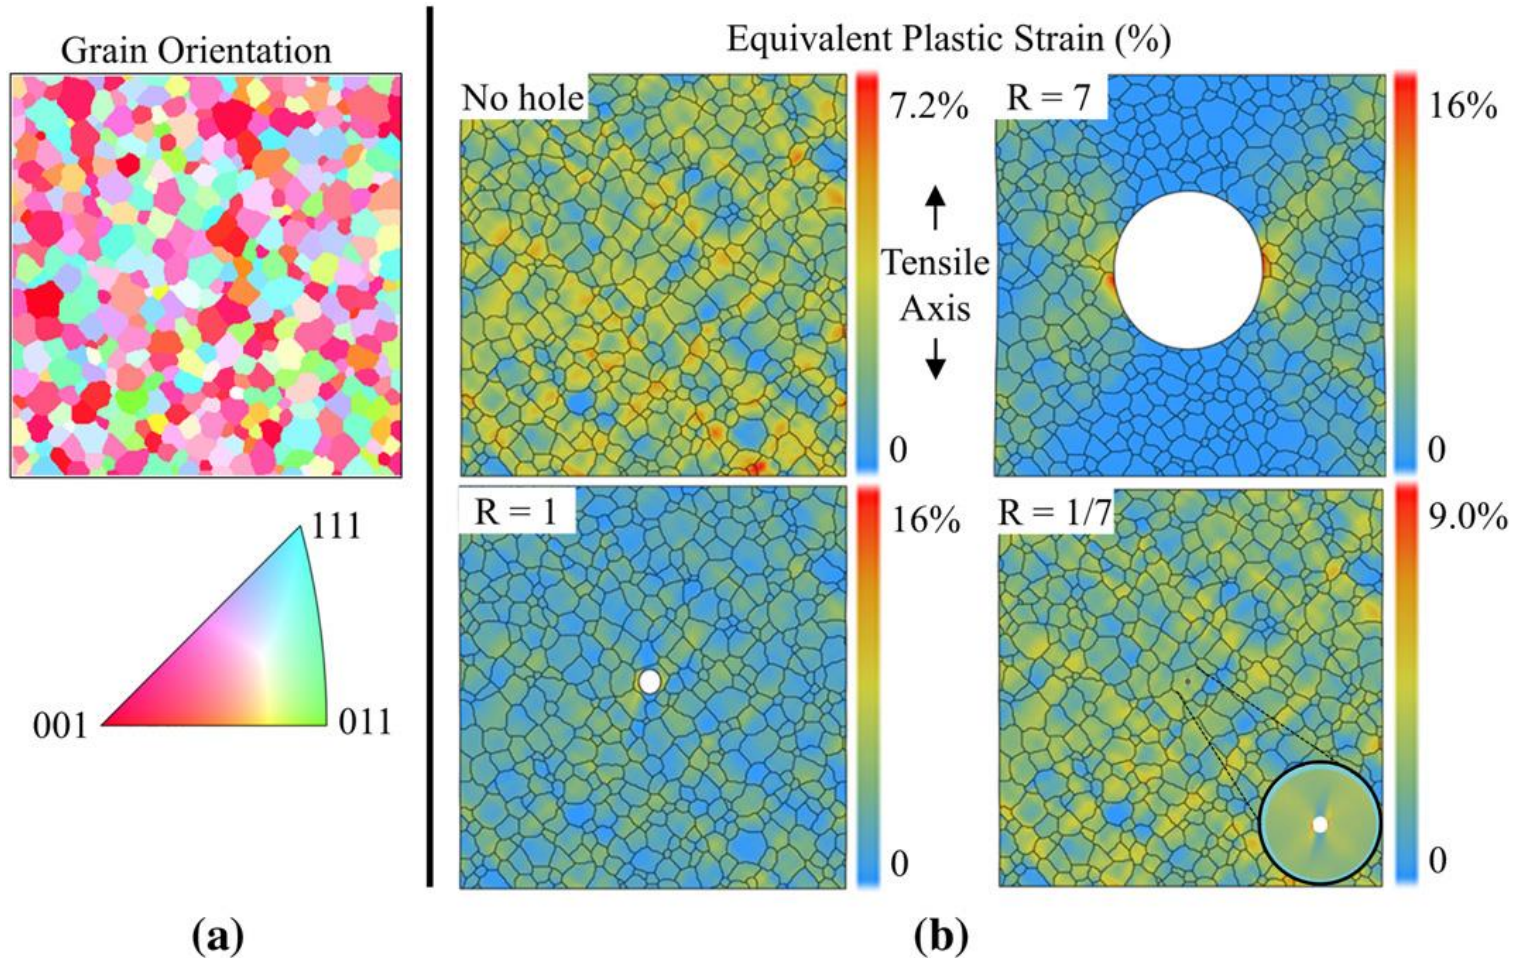 Grain Orientation
Equivalent Plastic Strain (%)
No hole
7.2%
0
R = 7
16%
0
Tensile
Axis
R = 1
16%
0
R = 1/7
9.0%
0
111
001
011
(a)
(b)